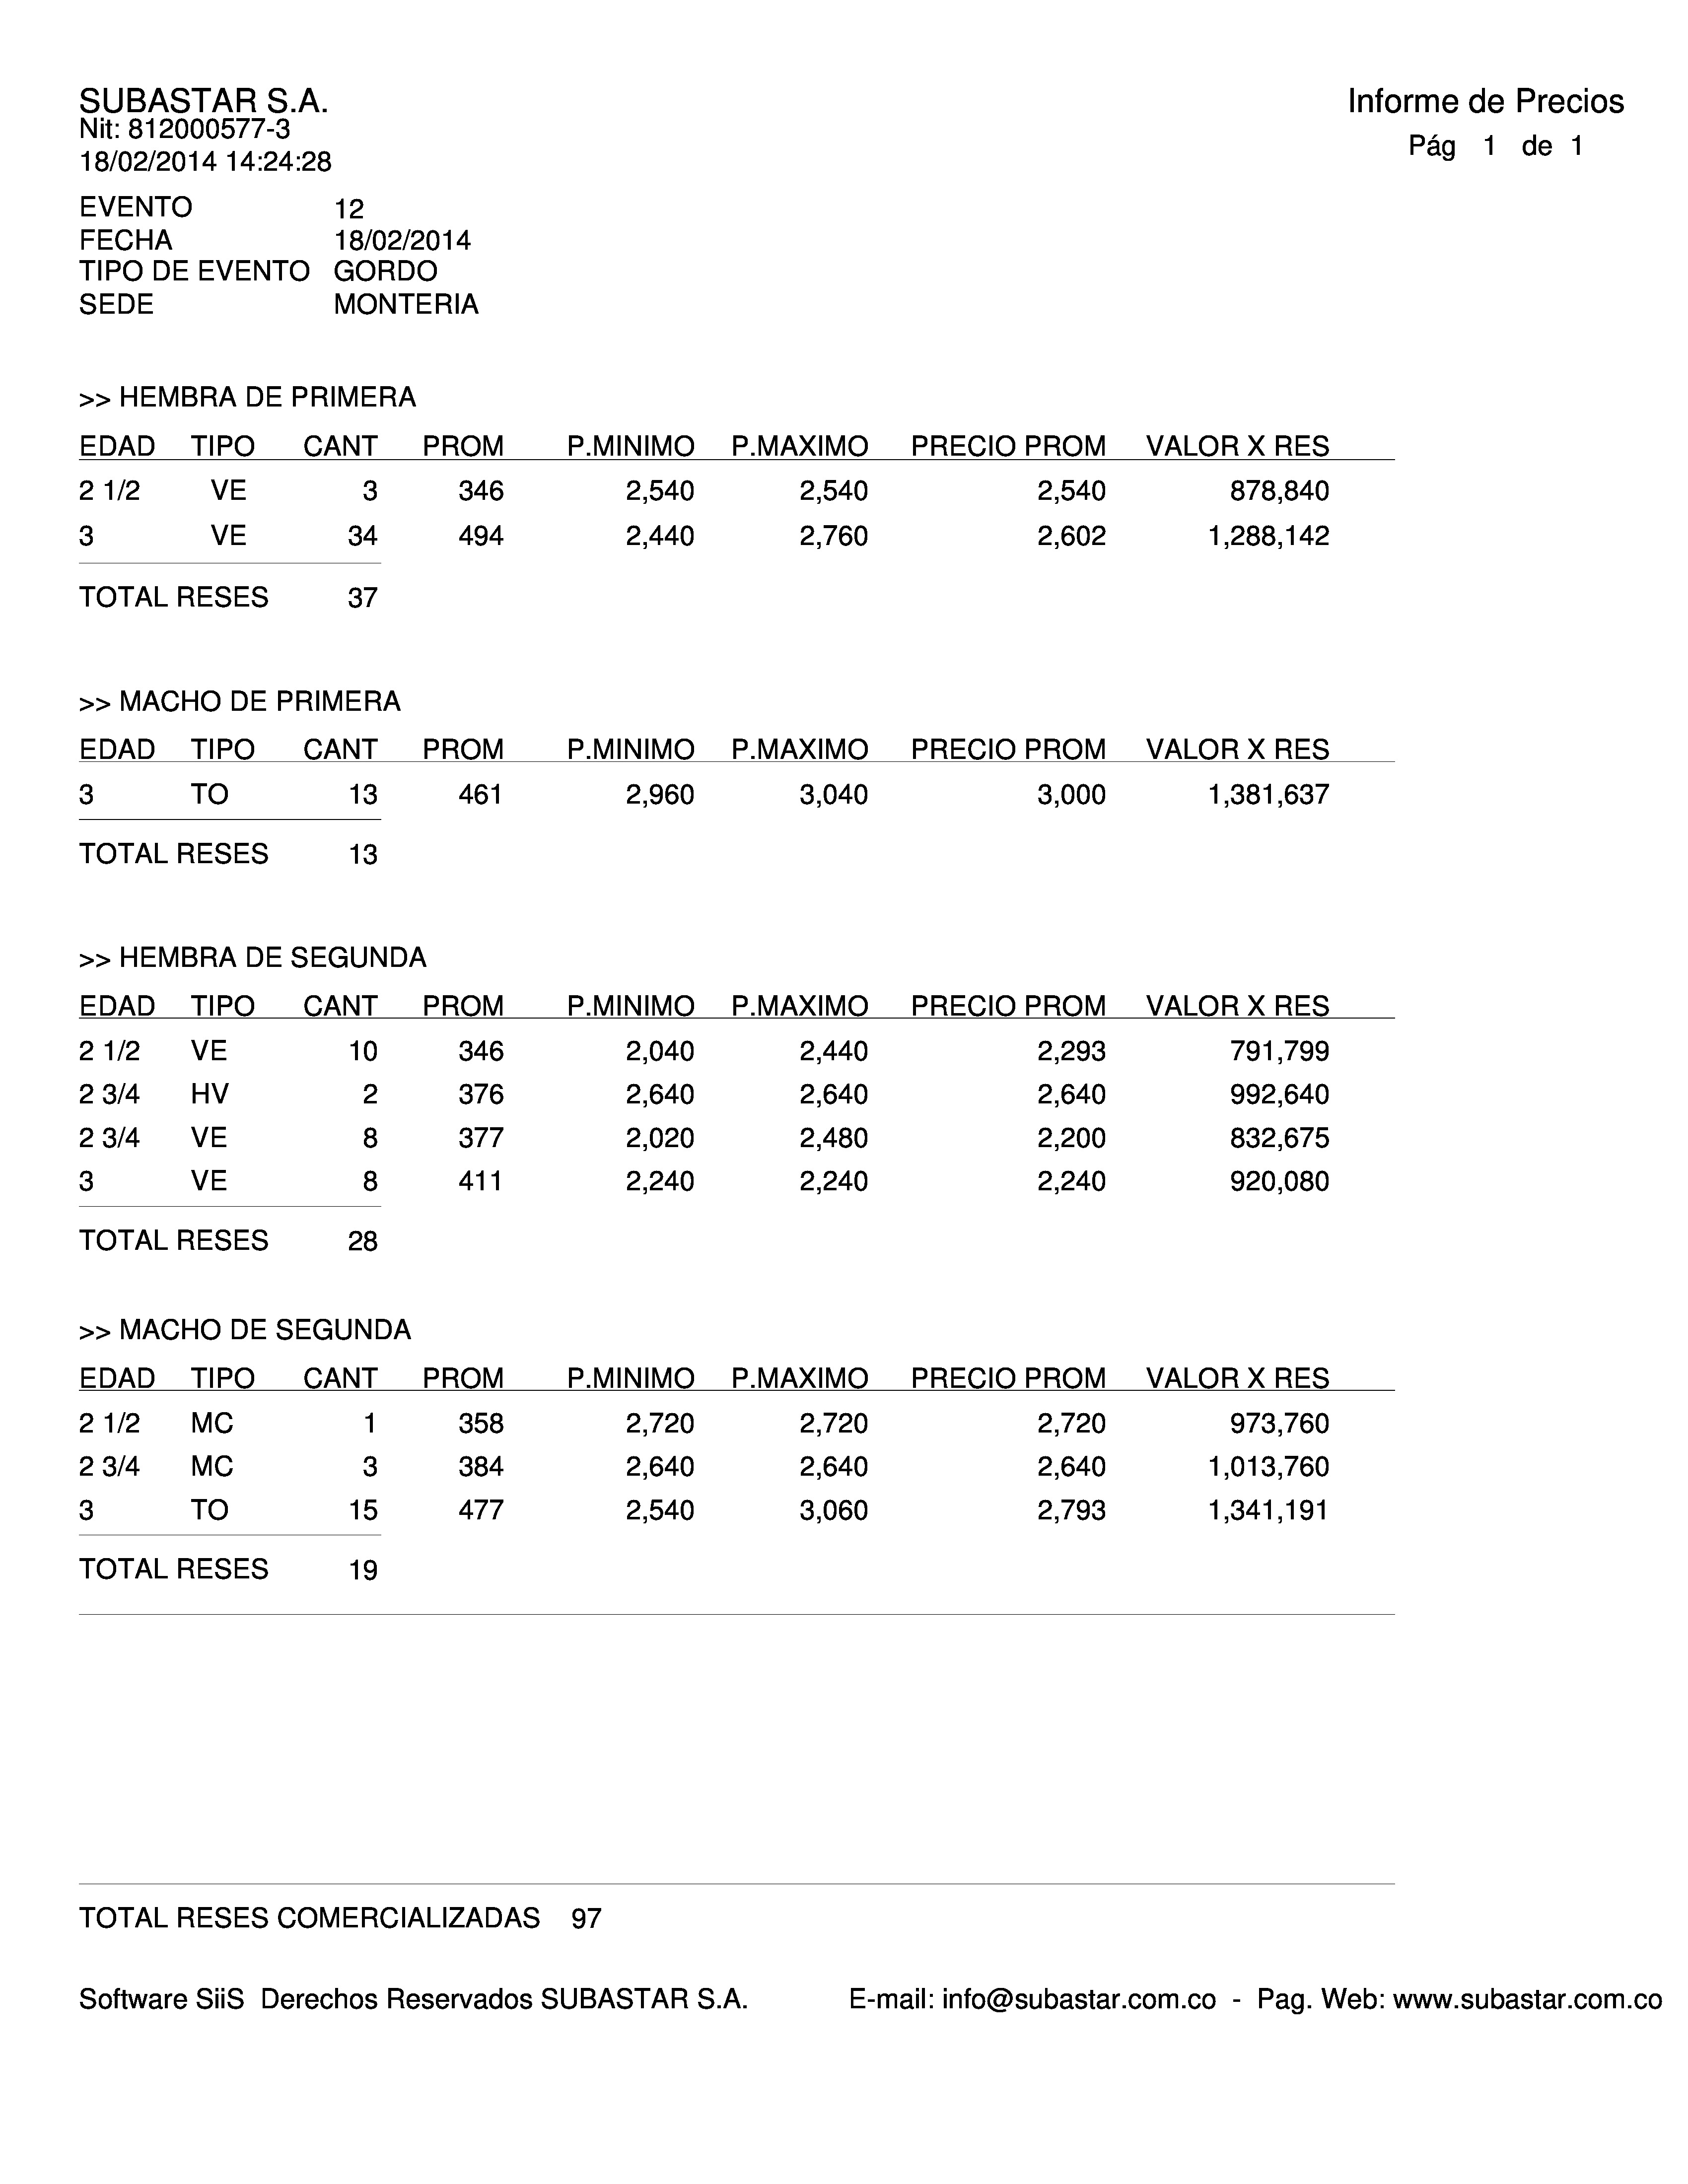 SUBASTAR S.A. Informe de Precios
Nit: 812000577-3
18/02/2014 14:24:28 Pág 1 de 1
EVENTO 12
FECHA 18/02/2014
TIPO DE EVENTO GORDO
SEDE MONTERIA
>> HEMBRA DE PRIMERA
EDAD TIPO CANT PROM P.MINIMO P.MAXIMO PRECIO PROM VALOR X RES
2 1/2 VE 3 346 2,540 2,540 2,540 878,840
3 VE 34 494 2,440 2,760 2,602 1,288,142
TOTAL RESES 37
>> MACHO DE PRIMERA
EDAD TIPO CANT PROM P.MINIMO P.MAXIMO PRECIO PROM VALOR X RES
3 TO 13 461 2,960 3,040 3,000 1,381,637
TOTAL RESES 13
>> HEMBRA DE SEGUNDA
EDAD TIPO CANT PROM P.MINIMO P.MAXIMO PRECIO PROM VALOR X RES
2 1/2 VE 10 346 2,040 2,440 2,293 791,799
2 3/4 HV 2 376 2,640 2,640 2,640 992,640
2 3/4 VE 8 377 2,020 2,480 2,200 832,675
3 VE 8 411 2,240 2,240 2,240 920,080
TOTAL RESES 28
>> MACHO DE SEGUNDA
EDAD TIPO CANT PROM P.MINIMO P.MAXIMO PRECIO PROM VALOR X RES
2 1/2 MC 1 358 2,720 2,720 2,720 973,760
2 3/4 MC 3 384 2,640 2,640 2,640 1,013,760
3 TO 15 477 2,540 3,060 2,793 1,341,191
TOTAL RESES 19
TOTAL RESES COMERCIALIZADAS 97
Software SiiS Derechos Reservados SUBASTAR S.A. E-mail: info@subastar.com.co - Pag. Web: www.subastar.com.co